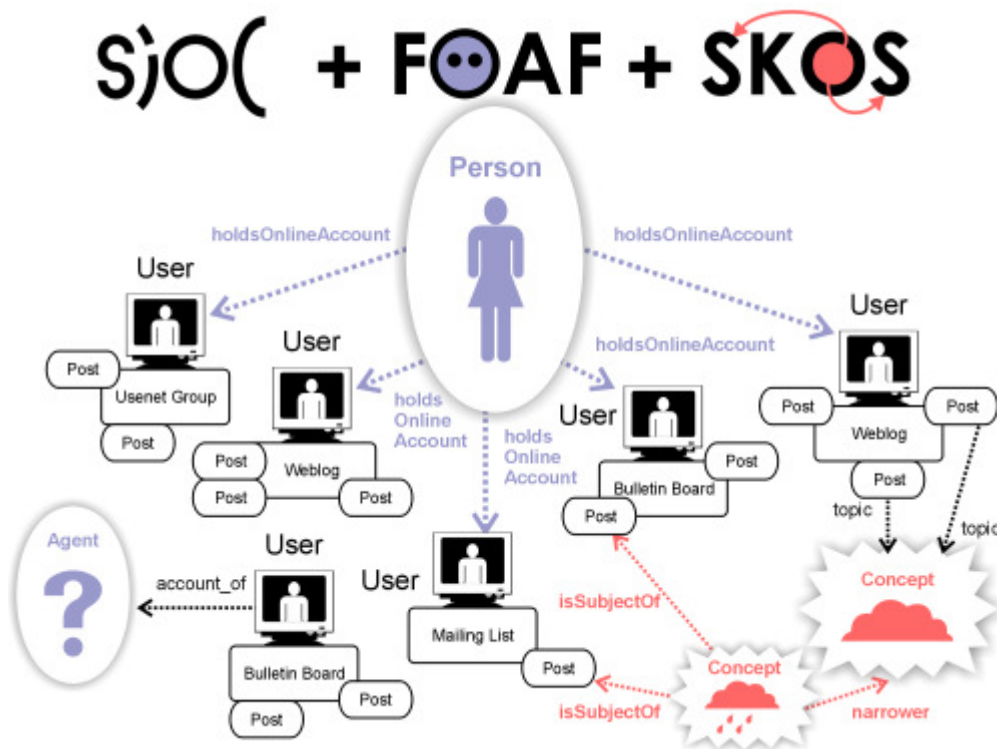 SiOC + FOAF + SKOS
Person
holdsOnlineAccount
holdsOnlineAccount
User
User
User
holdsOnlineAccount
Post
Usenet Group
Post
holds
Online
Account
User
Post
Weblog
Post
Weblog
Post
Post
Post
holds
Online
Account
Post
Bulletin Board
Post
Post
topic
topic
Agent
?
account_of
User
User
Concept
isSubjectOf
Mailing List
Bulletin Board
Post
Post
Post
Concept
isSubjectOf
narrower